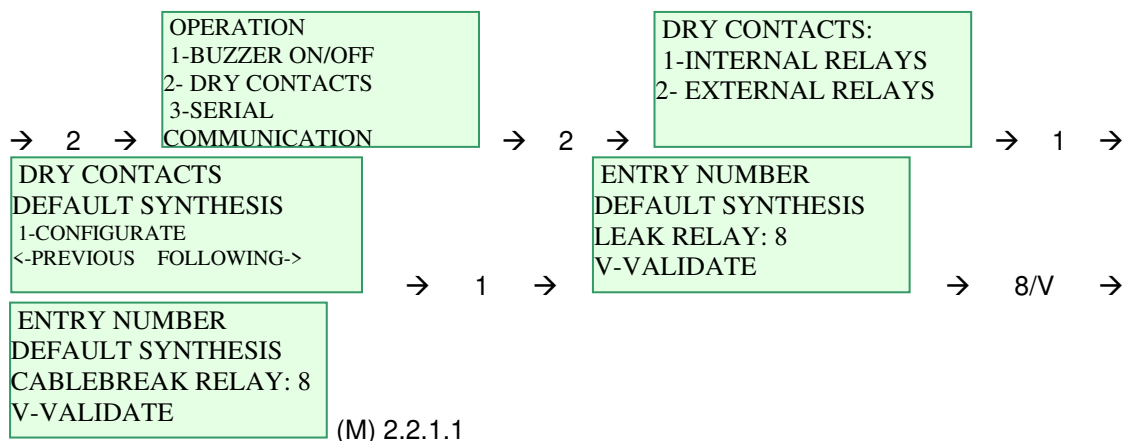 OPERATION
1-BUZZER ON/OFF
2- DRY CONTACTS
3-SERIAL
COMMUNICATION
DRY CONTACTS:
1-INTERNAL RELAYS
2- EXTERNAL RELAYS
→ 2 → → 2 → → 1 →
DRY CONTACTS
DEFAULT SYNTHESIS
1-CONFIGURATE
<-PREVIOUS FOLLOWING->
ENTRY NUMBER
DEFAULT SYNTHESIS
LEAK RELAY: 8
V-VALIDATE
→ 1 → → 8/V →
ENTRY NUMBER
DEFAULT SYNTHESIS
CABLEBREAK RELAY: 8
V-VALIDATE
(M) 2.2.1.1